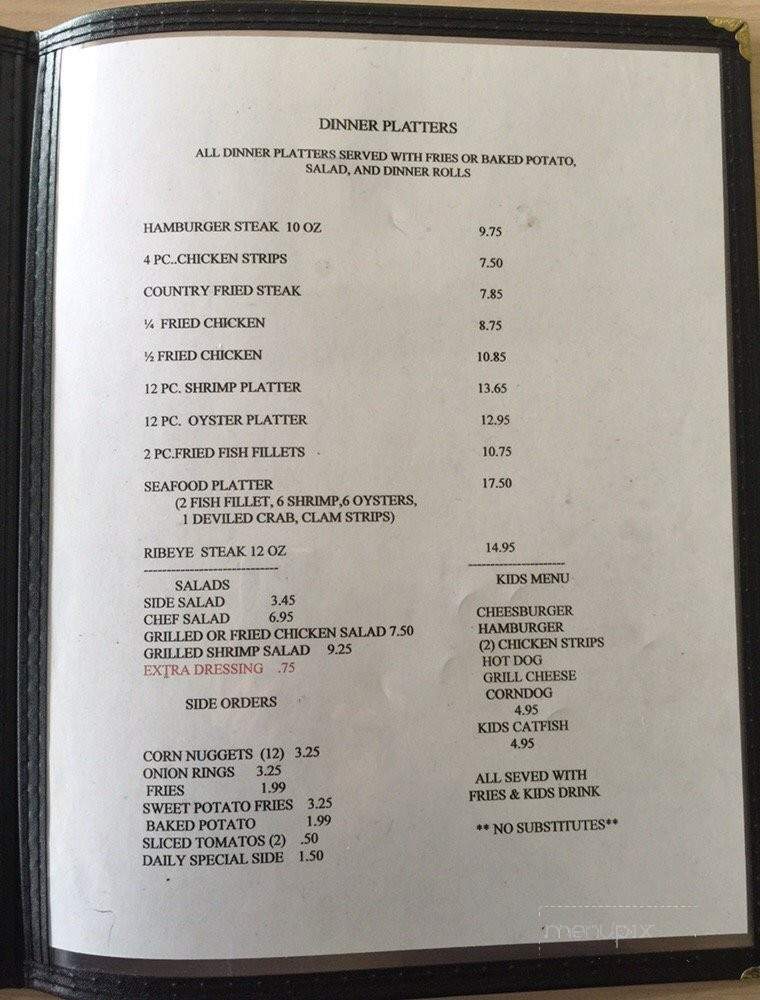 DINNER PLATTERS
ALL DINNER PLATTERS SERVED WITH FRIES OR BAKED POTATO,
SALAD, AND DINNER ROLLS
HAMBURGER STEAK 10 OZ 9.75
4 PC..CHICKEN STRIPS 7.50
COUNTRY FRIED STEAK 7.85
¼ FRIED CHICKEN 8.75
½ FRIED CHICKEN 10.85
12 PC. SHRIMP PLATTER 13.65
12 PC. OYSTER PLATTER 12.95
2 PC.FRIED FISH FILLETS 10.75
SEAFOOD PLATTER 17.50
(2 FISH FILLET, 6 SHRIMP,6 OYSTERS,
1 DEVILED CRAB, CLAM STRIPS)
RIBEYE STEAK 12 OZ 14.95
SALADS
SIDE SALAD 3.45
CHEF SALAD 6.95
GRILLED OR FRIED CHICKEN SALAD 7.50
GRILLED SHRIMP SALAD 9.25
EXTRA DRESSING .75
SIDE ORDERS
CORN NUGGETS (12) 3.25
ONION RINGS 3.25
FRIES 1.99
SWEET POTATO FRIES 3.25
BAKED POTATO 1.99
SLICED TOMATOS (2) .50
DAILY SPECIAL SIDE 1.50
KIDS MENU
CHEESBURGER
HAMBURGER
(2) CHICKEN STRIPS
HOT DOG
GRILL CHEESE
CORNDOG
4.95
KIDS CATFISH
4.95
ALL SEVED WITH
FRIES & KIDS DRINK
** NO SUBSTITUTES**
menupix